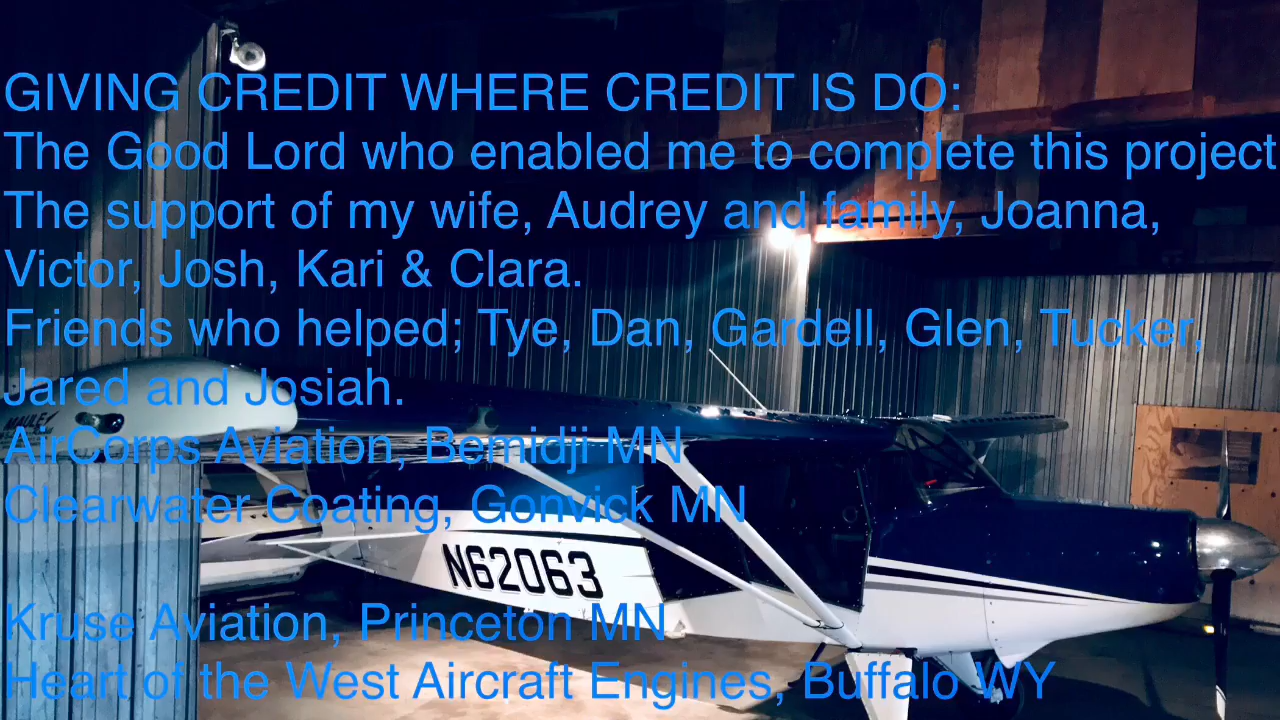 GIVING CREDIT WHERE CREDIT IS DO:
The Good Lord who enabled me to complete this project
The support of my wife, Audrey and family, Joanna,
Victor, Josh, Kari & Clara.
Friends who helped; Tye, Dan, Gardell, Glen, Tucker,
Jared and Josiah.
MAULE
AirCorps Aviation, Bemidji MN
Clearwater Coating, Gonvick MN
N62063
Kruse Aviation, Princeton MN
Heart of the West Aircraft Engines, Buffalo WY